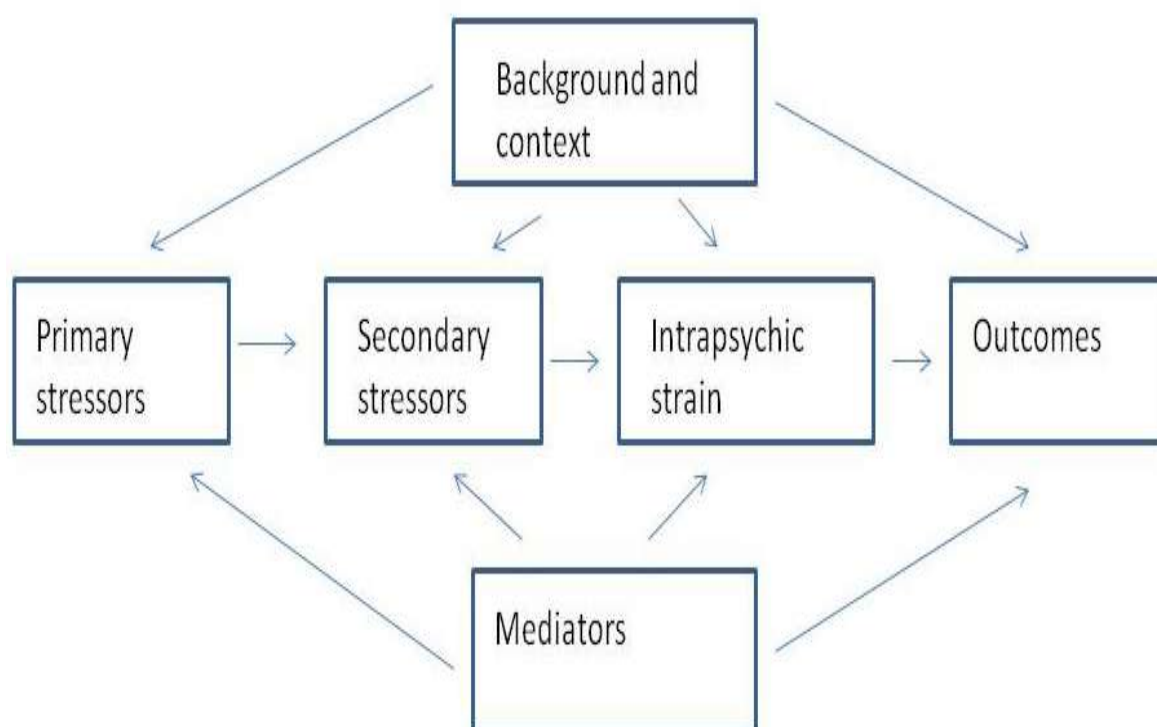 Background and
context
Primary
stressors
Secondary
stressors
Intrapsychic
strain
Outcomes
Mediators